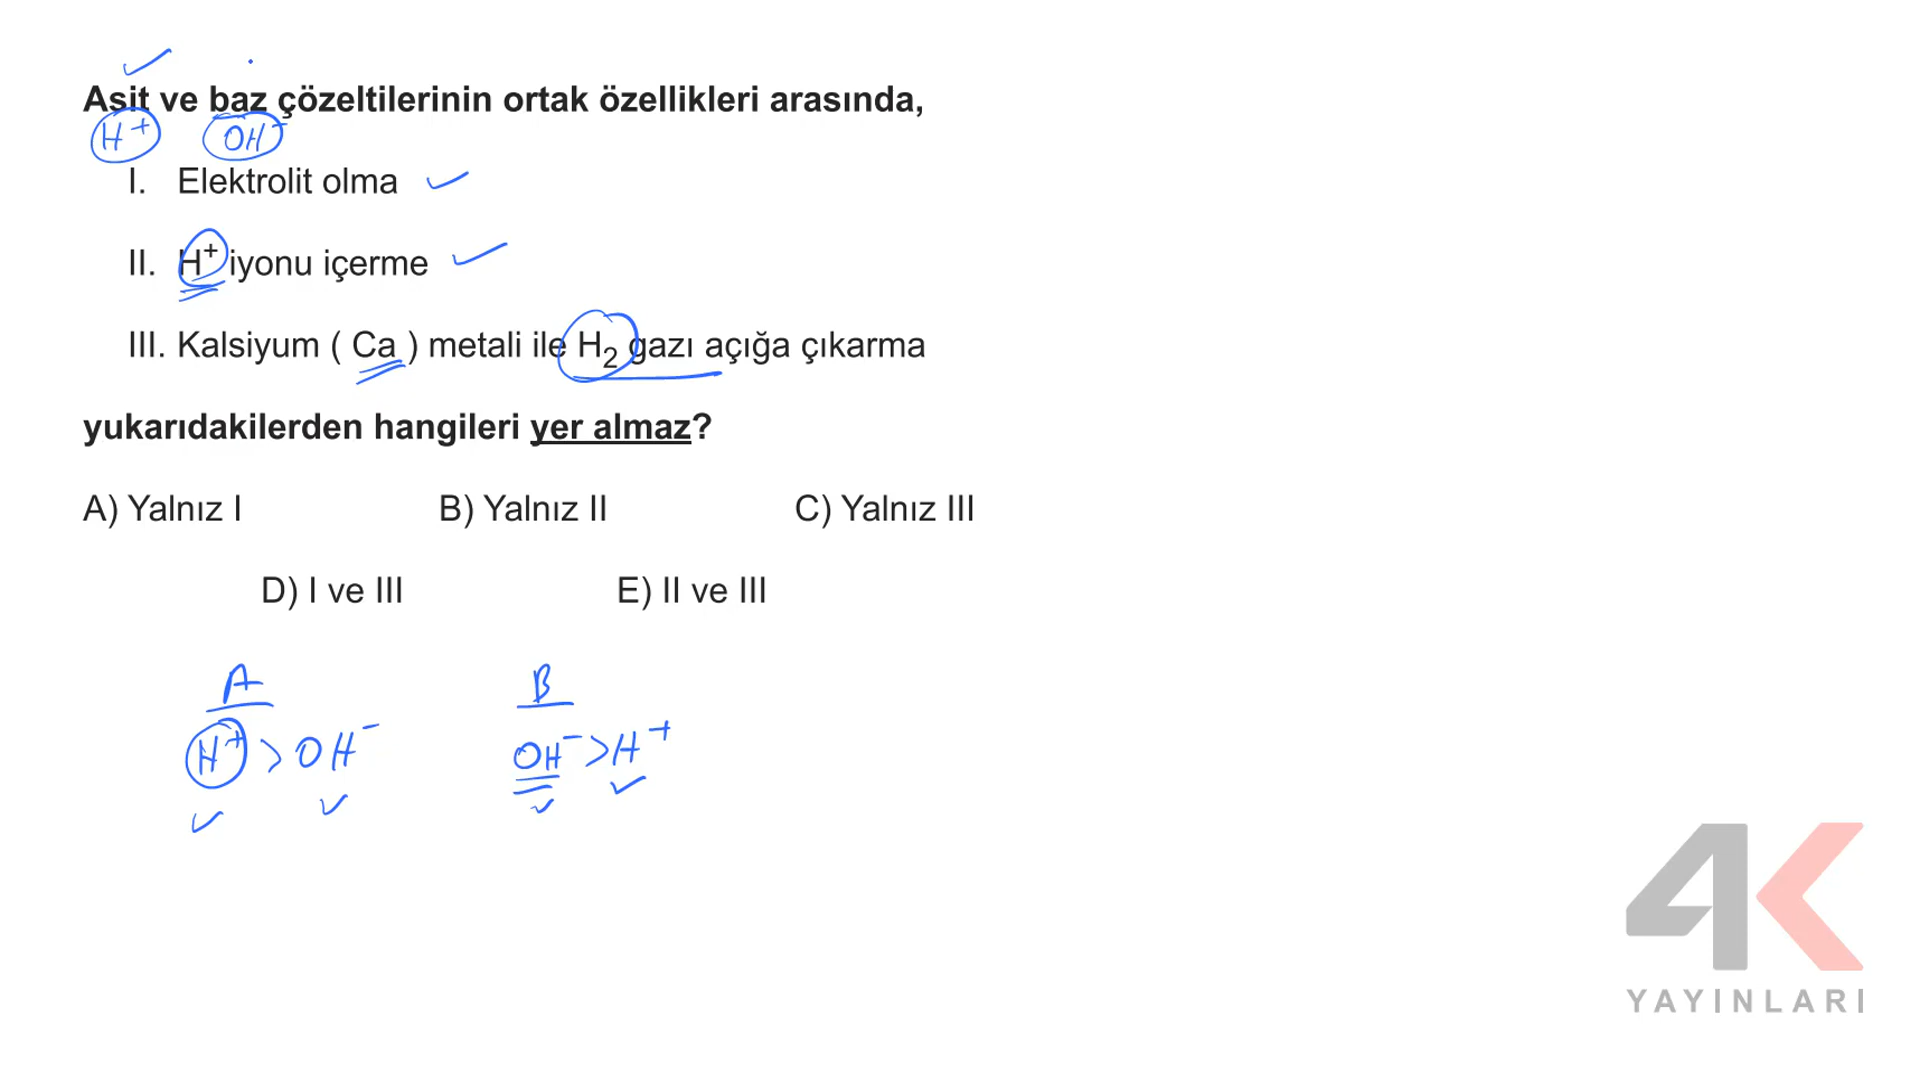 Asit ve baz çözeltilerinin ortak özellikleri arasında,
H+ OH-
I. Elektrolit olma
II. H+ iyonu içerme
III. Kalsiyum ( Ca ) metali ile H2 gazı açığa çıkarma
yukarıdakilerden hangileri yer almaz?
A) Yalnız I B) Yalnız II C) Yalnız III
D) I ve III E) II ve III
A B
H+ > OH- OH- > H+
4K
YAYINLARI